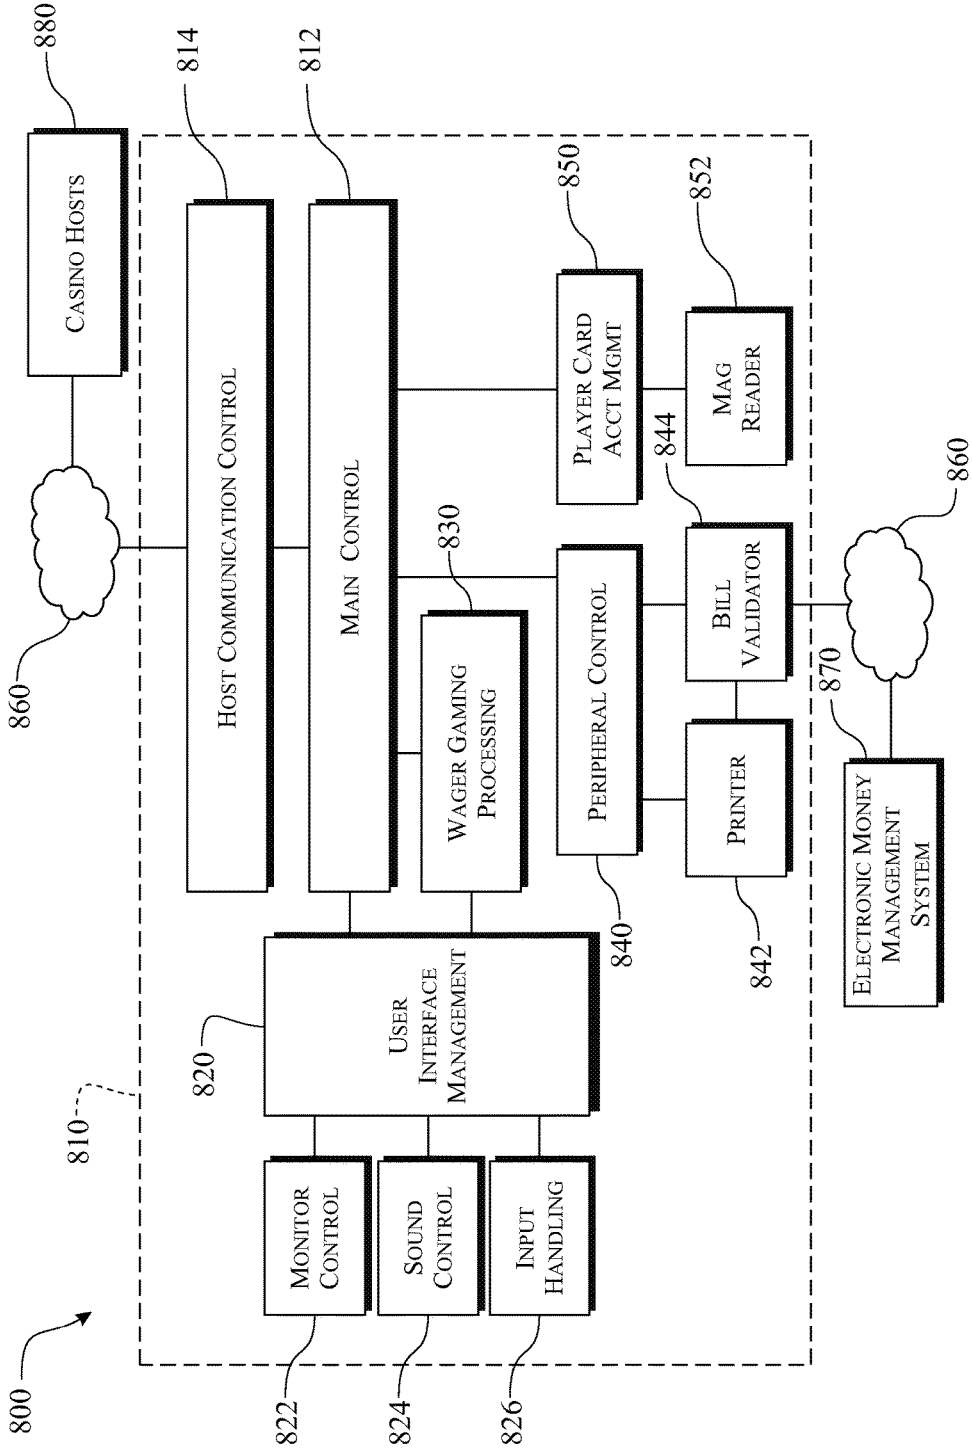 800
810
880
CASINO HOSTS
860
814
HOST COMMUNICATION CONTROL
812
MAIN CONTROL
820
USER
INTERFACE
MANAGEMENT
822
MONITOR
CONTROL
824
SOUND
CONTROL
826
INPUT
HANDLING
830
WAGER GAMING
PROCESSING
840
PERIPHERAL CONTROL
850
PLAYER CARD
ACCT MGMT
842
PRINTER
844
BILL
VALIDATOR
852
MAG
READER
870
ELECTRONIC MONEY
MANAGEMENT
SYSTEM
860